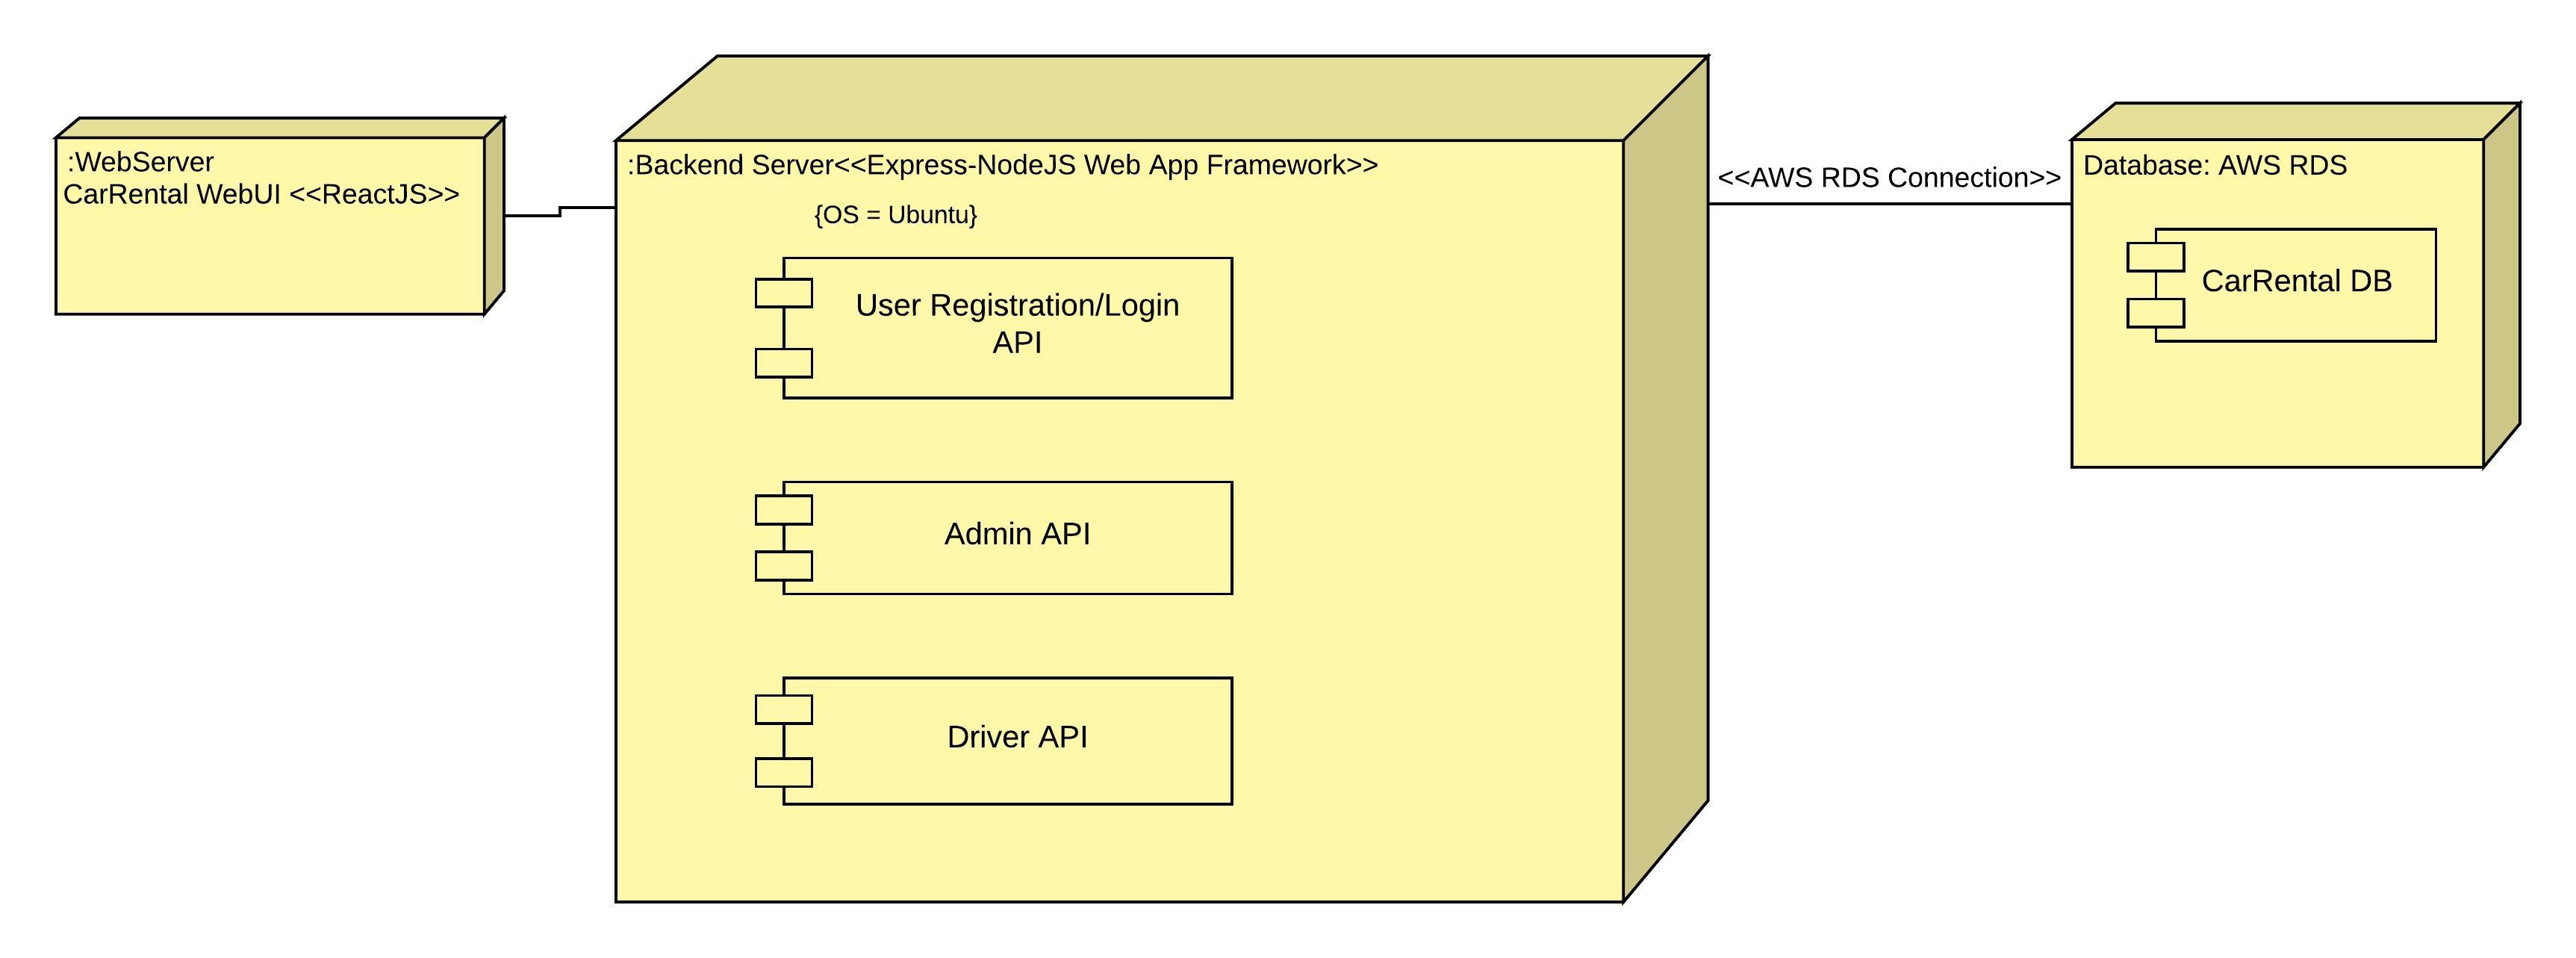 :WebServer
CarRental WebUI <<ReactJS>>
:Backend Server<<Express-NodeJS Web App Framework>>
{OS = Ubuntu}
User Registration/Login
API
Admin API
Driver API
<<AWS RDS Connection>>
Database: AWS RDS
CarRental DB